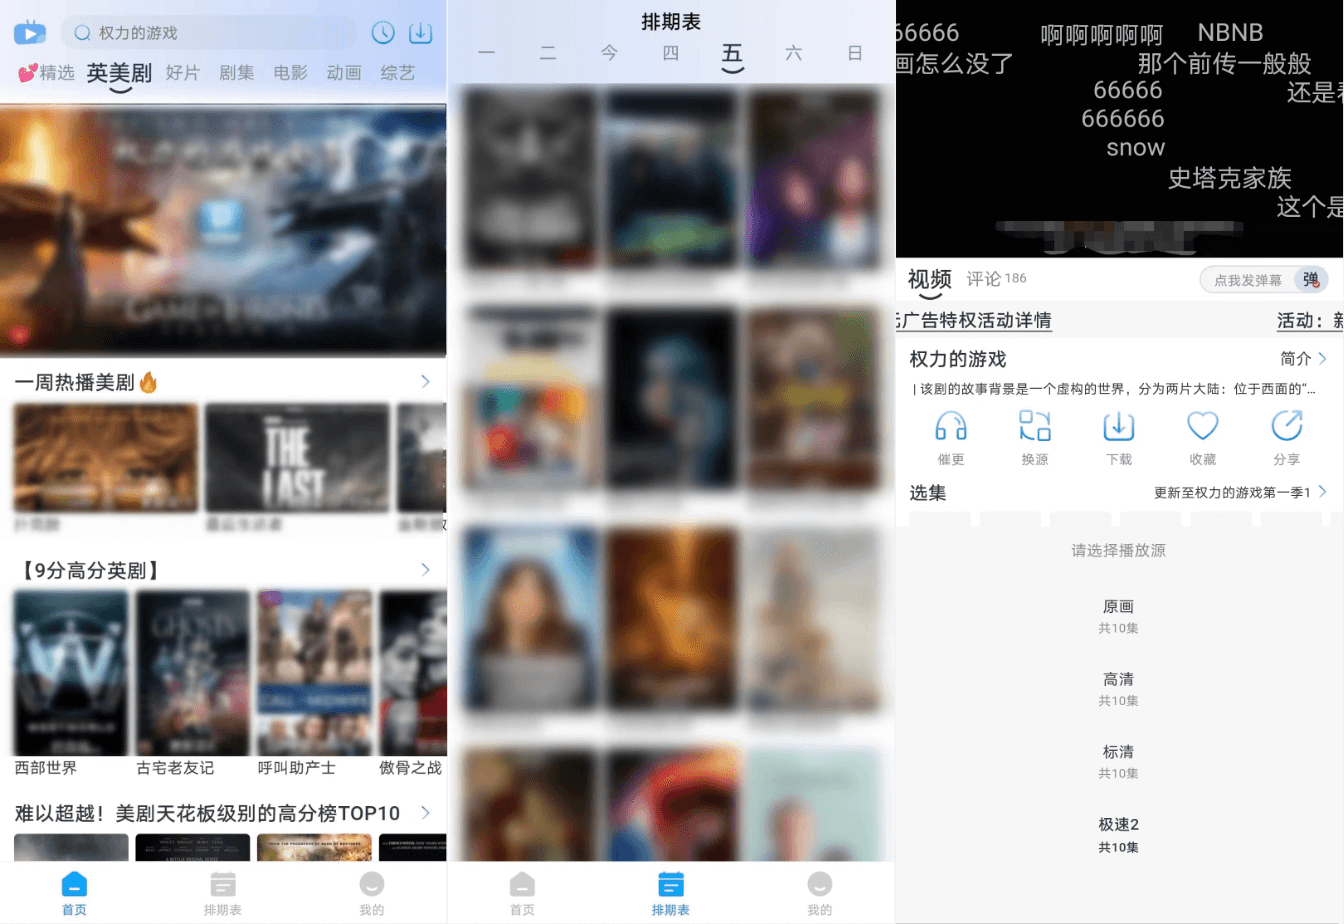 权力的游戏
精选 英美剧 好片 剧集 电影 动画 综艺
权力的游戏
GAME OF THRONES
一周热播美剧
THE
LAST
【9分高分英剧】
西部世界 古宅老友记 呼叫助产士 傲骨之战
难以超越！美剧天花板级别的高分榜TOP10
首页 排期表 我的
排期表
一 二 今 四 五 六 日
首页 排期表 我的
66666 啊啊啊啊啊 NBNB
画怎么没了 那个前传一般般
66666 还是看
666666
snow
史塔克家族
这个是
视频 评论 186 点我发弹幕 弹
广告特权活动详情 活动：新
权力的游戏 简介
| 该剧的故事背景是一个虚构的世界，分为两片大陆：位于西面的“...
催更 换源 下载 收藏 分享
选集 更新至权力的游戏第一季1
请选择播放源
原画
共10集
高清
共10集
标清
共10集
极速2
共10集